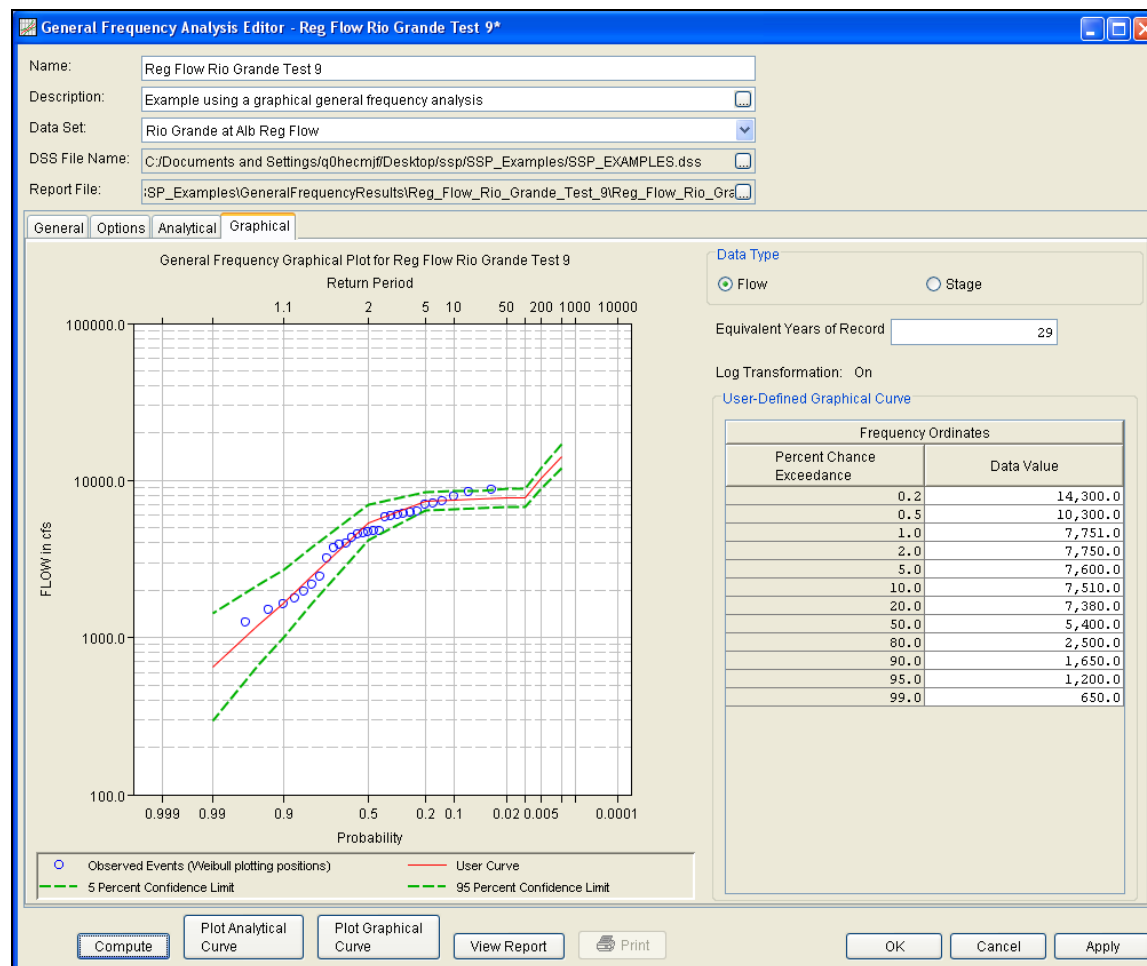 General Frequency Analysis Editor - Reg Flow Rio Grande Test 9*
Name: Reg Flow Rio Grande Test 9
Description: Example using a graphical general frequency analysis ...
Data Set: Rio Grande at Alb Reg Flow
DSS File Name: C:/Documents and Settings/q0hecmjf/Desktop/ssp/SSP_Examples/SSP_EXAMPLES.dss ...
Report File: :SP_Examples\GeneralFrequencyResults\Reg_Flow_Rio_Grande_Test_9\Reg_Flow_Rio_Gra ...
General Options Analytical Graphical
General Frequency Graphical Plot for Reg Flow Rio Grande Test 9
Return Period
1.1 2 5 10 50 200 1000 10000
100000.0
10000.0
1000.0
100.0
FLOW in cfs
0.999 0.99 0.9 0.5 0.2 0.1 0.02 0.005 0.0001
Probability
Observed Events (Weibull plotting positions) User Curve
5 Percent Confidence Limit 95 Percent Confidence Limit
Data Type
Flow Stage
Equivalent Years of Record 29
Log Transformation: On
User-Defined Graphical Curve
Frequency Ordinates
Percent Chance Exceedance Data Value
0.2 14,300.0
0.5 10,300.0
1.0 7,751.0
2.0 7,750.0
5.0 7,600.0
10.0 7,510.0
20.0 7,380.0
50.0 5,400.0
80.0 2,500.0
90.0 1,650.0
95.0 1,200.0
99.0 650.0
Compute Plot Analytical Curve Plot Graphical Curve View Report Print OK Cancel Apply